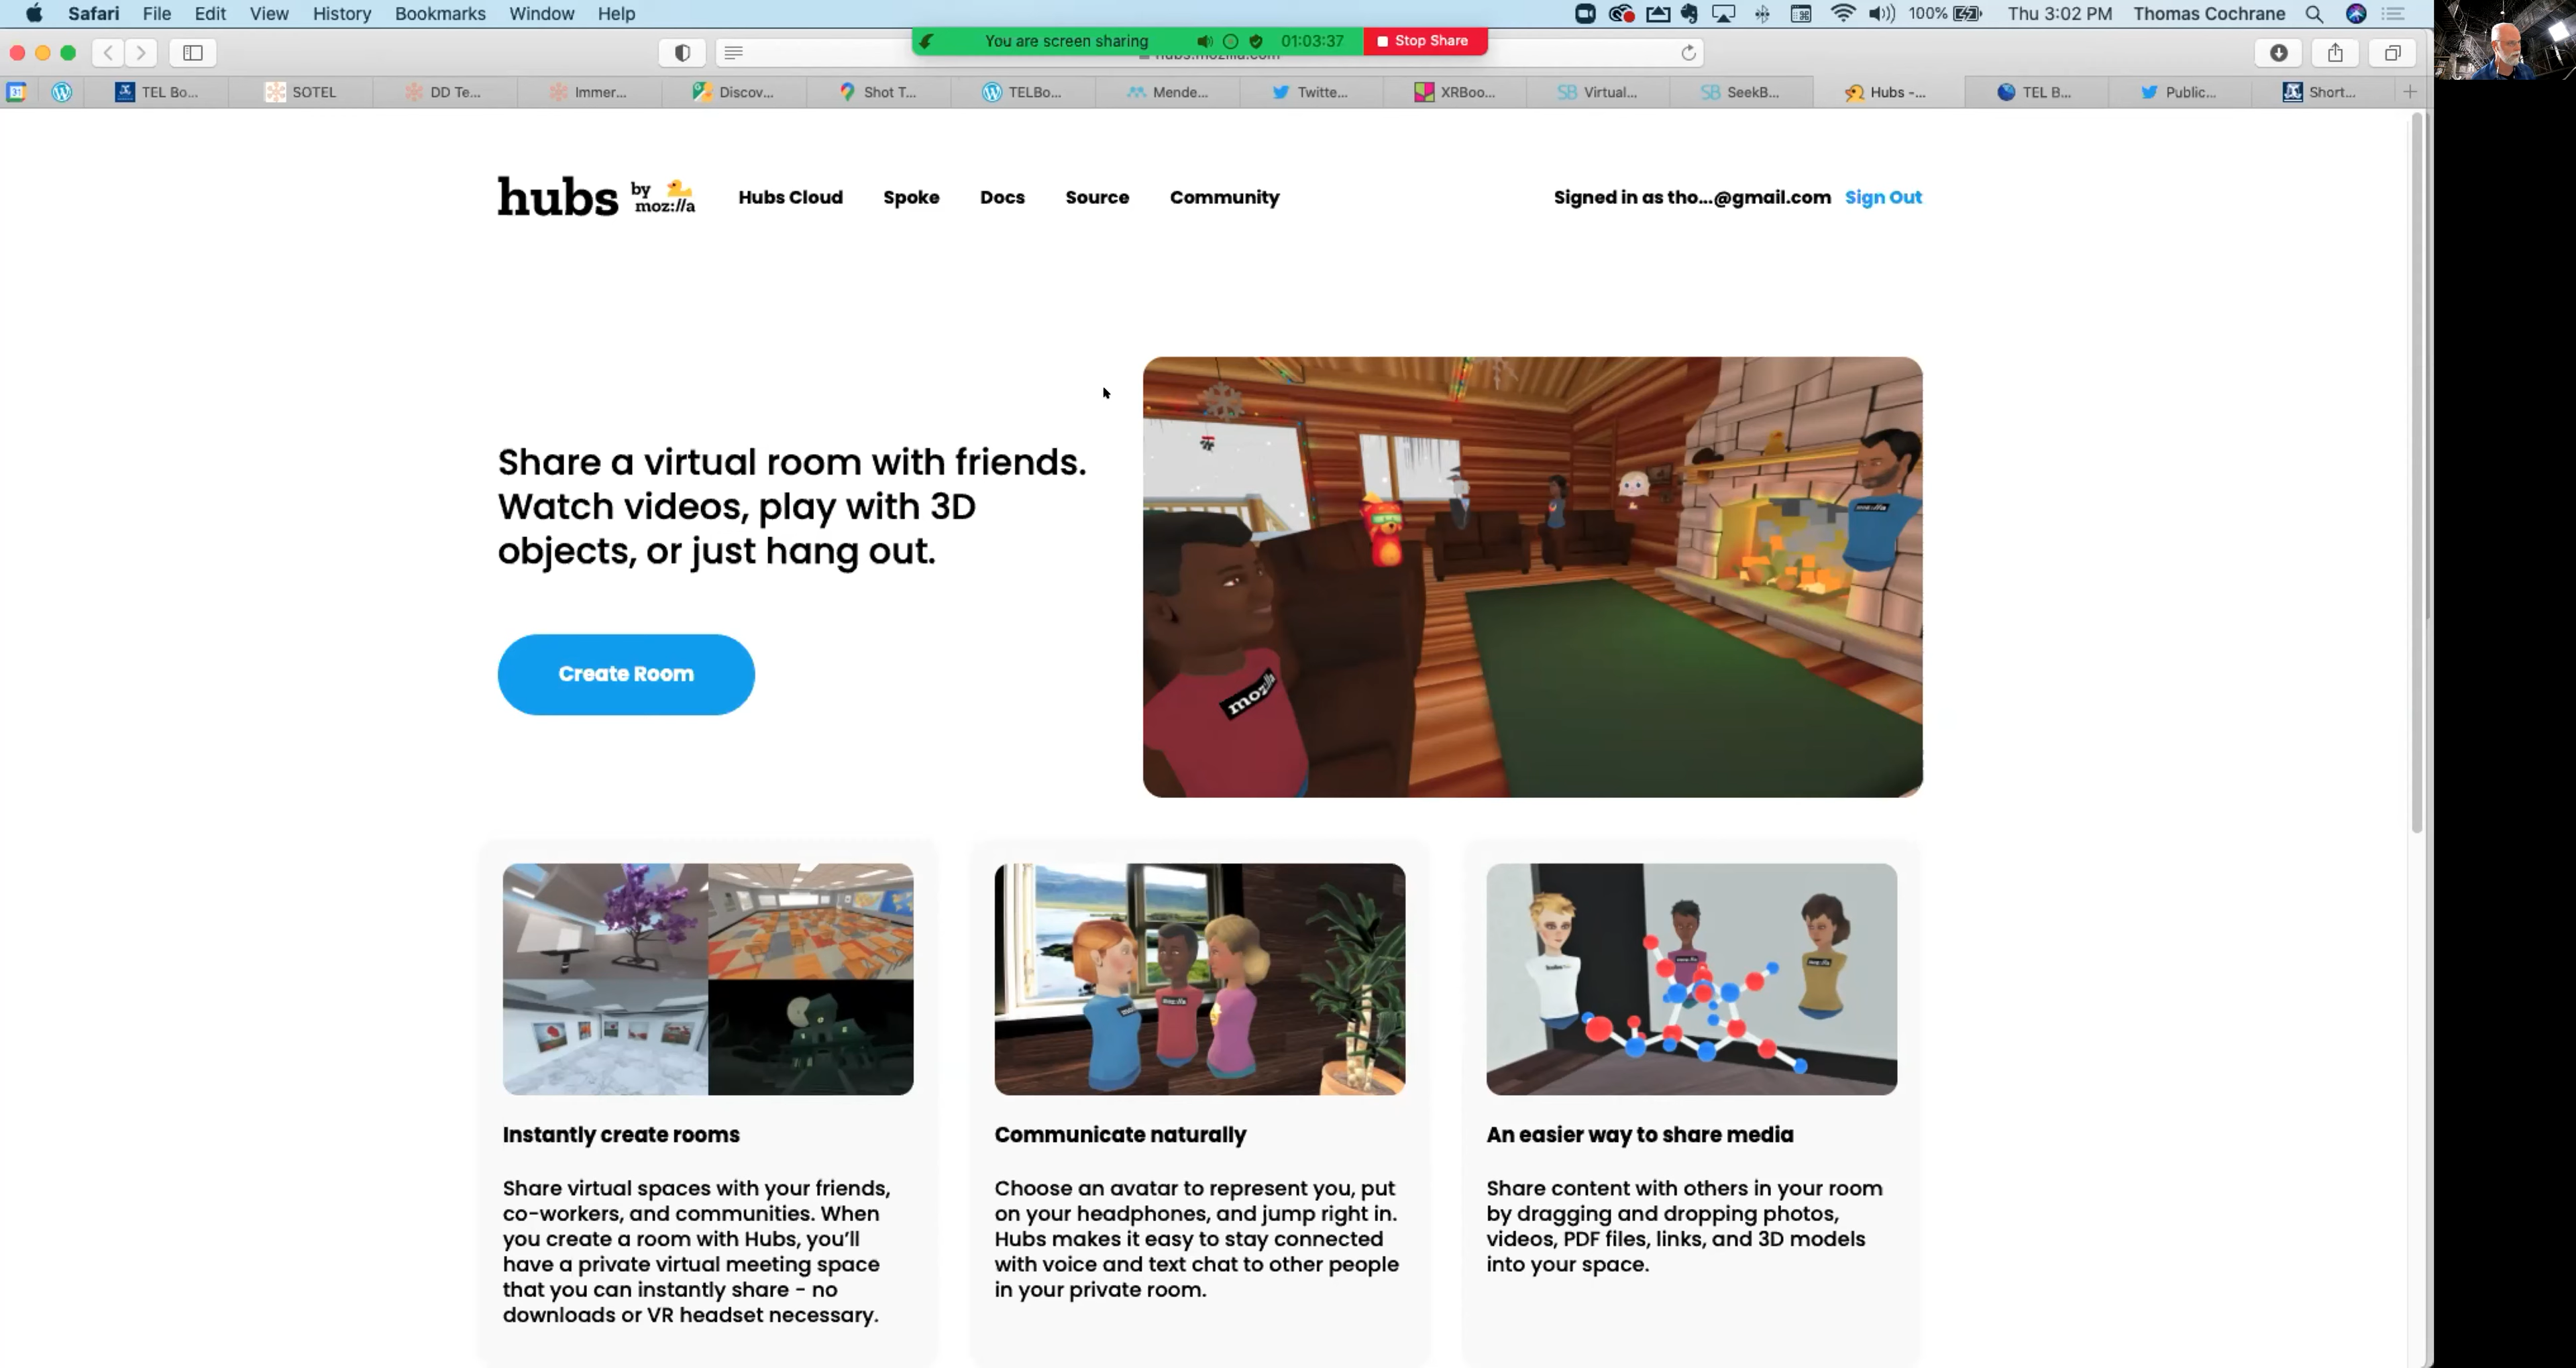 Safari File Edit View History Bookmarks Window Help 100% Thu 3:02 PM Thomas Cochrane
You are screen sharing 01:03:37 Stop Share
hubs.mozilla.com
31 TEL Bo... SOTEL DD Te... Immer... Discov... Shot T... TELBo... Mende... Twitte... XRBoo... SB Virtual... SB SeekB... Hubs -... TEL B... Public... Short...
hubs by moz://a Hubs Cloud Spoke Docs Source Community Signed in as tho...@gmail.com Sign Out
Share a virtual room with friends.
Watch videos, play with 3D
objects, or just hang out.
Create Room
moz://a
moz://a
Instantly create rooms
Share virtual spaces with your friends,
co-workers, and communities. When
you create a room with Hubs, you'll
have a private virtual meeting space
that you can instantly share - no
downloads or VR headset necessary.
Communicate naturally
Choose an avatar to represent you, put
on your headphones, and jump right in.
Hubs makes it easy to stay connected
with voice and text chat to other people
in your private room.
An easier way to share media
Share content with others in your room
by dragging and dropping photos,
videos, PDF files, links, and 3D models
into your space.